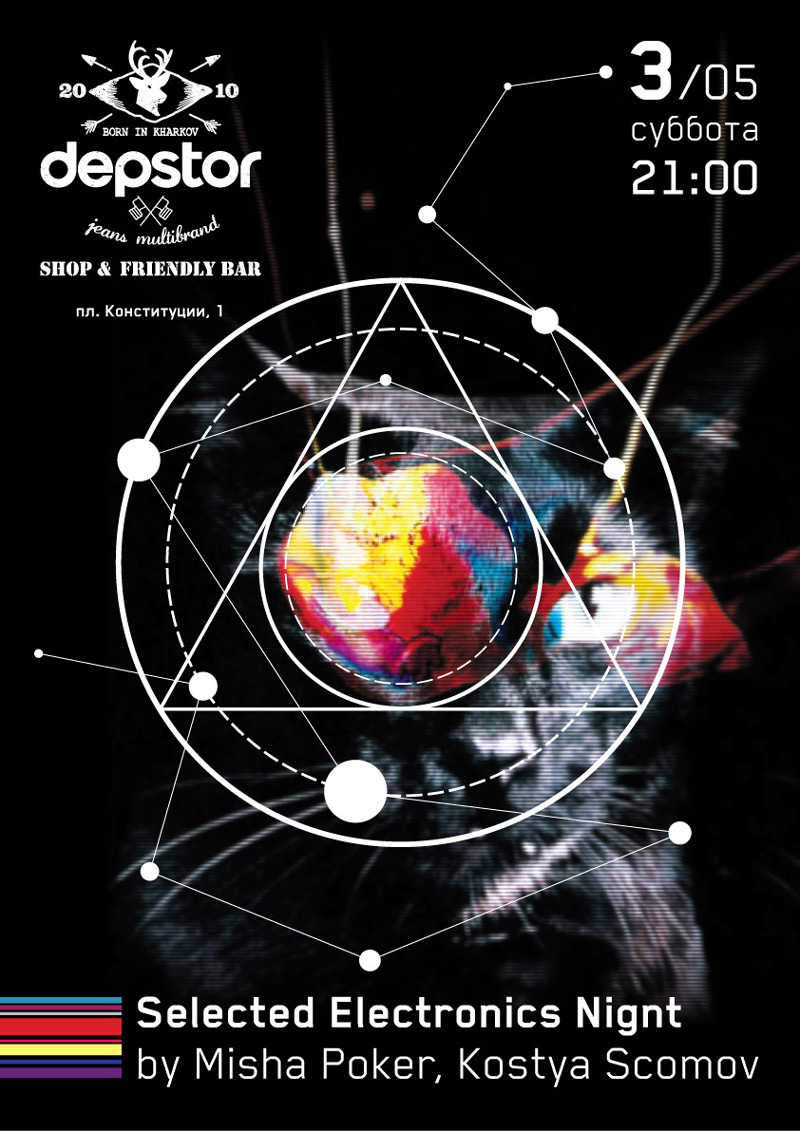 20 10
BORN IN KHARKOV
depstor
jeans multibrand
SHOP & FRIENDLY BAR
пл. Конституции, 1
3/05
суббота
21:00
Selected Electronics Nignt
by Misha Poker, Kostya Scomov